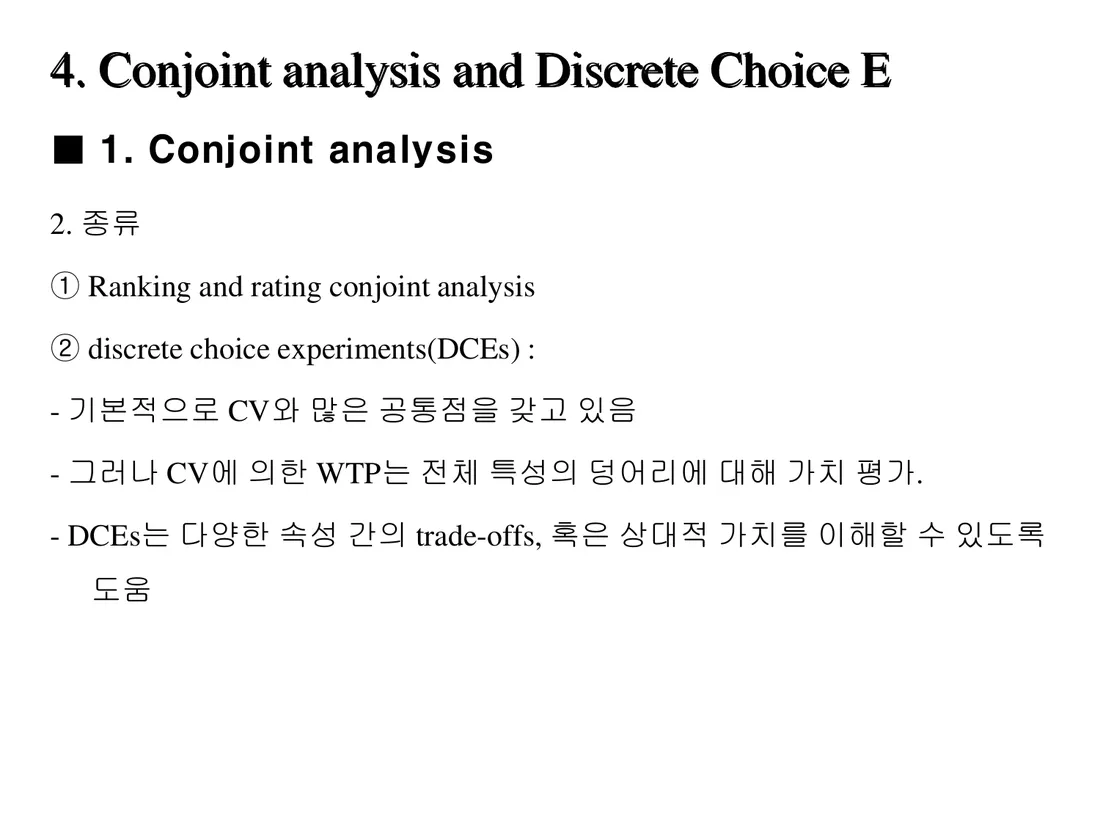 4. Conjoint analysis and Discrete Choice E
■ 1. Conjoint analysis
2. 종류
① Ranking and rating conjoint analysis
② discrete choice experiments(DCEs) :
- 기본적으로 CV와 많은 공통점을 갖고 있음
- 그러나 CV에 의한 WTP는 전체 특성의 덩어리에 대해 가치 평가.
- DCEs는 다양한 속성 간의 trade-offs, 혹은 상대적 가치를 이해할 수 있도록
도움